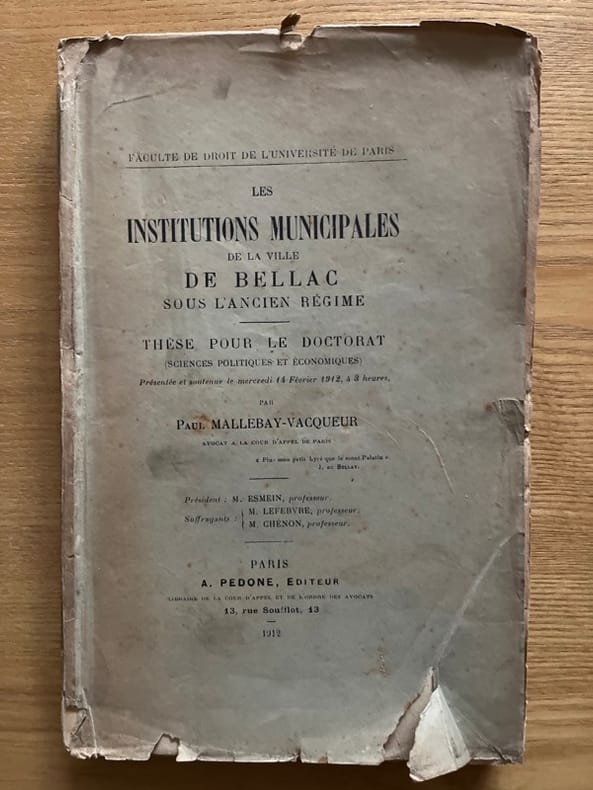 FACULTÉ DE DROIT DE L'UNIVERSITÉ DE PARIS
LES
INSTITUTIONS MUNICIPALES
DE LA VILLE
DE BELLAC
SOUS L'ANCIEN RÉGIME
THÈSE POUR LE DOCTORAT
(SCIENCES POLITIQUES ET ÉCONOMIQUES)
Présentée et soutenue le mercredi 14 Février 1912, à 3 heures,
PAR
PAUL MALLEBAY-VACQUEUR
AVOCAT A LA COUR D'APPEL DE PARIS
« Plus mon petit Lyré que le mont Palatin ».
J. DU BELLAY.
Président : M. ESMEIN, professeur.
Suffragants : { M. LEFEBVRE, professeur.
M. CHÉNON, professeur.
PARIS
A. PEDONE, ÉDITEUR
LIBRAIRE DE LA COUR D'APPEL ET DE L'ORDRE DES AVOCATS
13, rue Soufflot, 13
1912